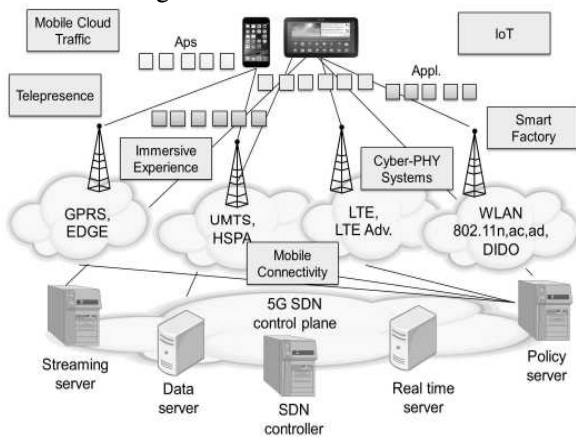 Mobile Cloud
Traffic
Aps
IoT
Telepresence
Appl.
Smart
Factory
Immersive
Experience
Cyber-PHY
Systems
GPRS,
EDGE
UMTS,
HSPA
LTE,
LTE Adv.
WLAN
802.11n,ac,ad,
DIDO
Mobile
Connectivity
5G SDN
control plane
Streaming
server
Data
server
SDN
controller
Real time
server
Policy
server